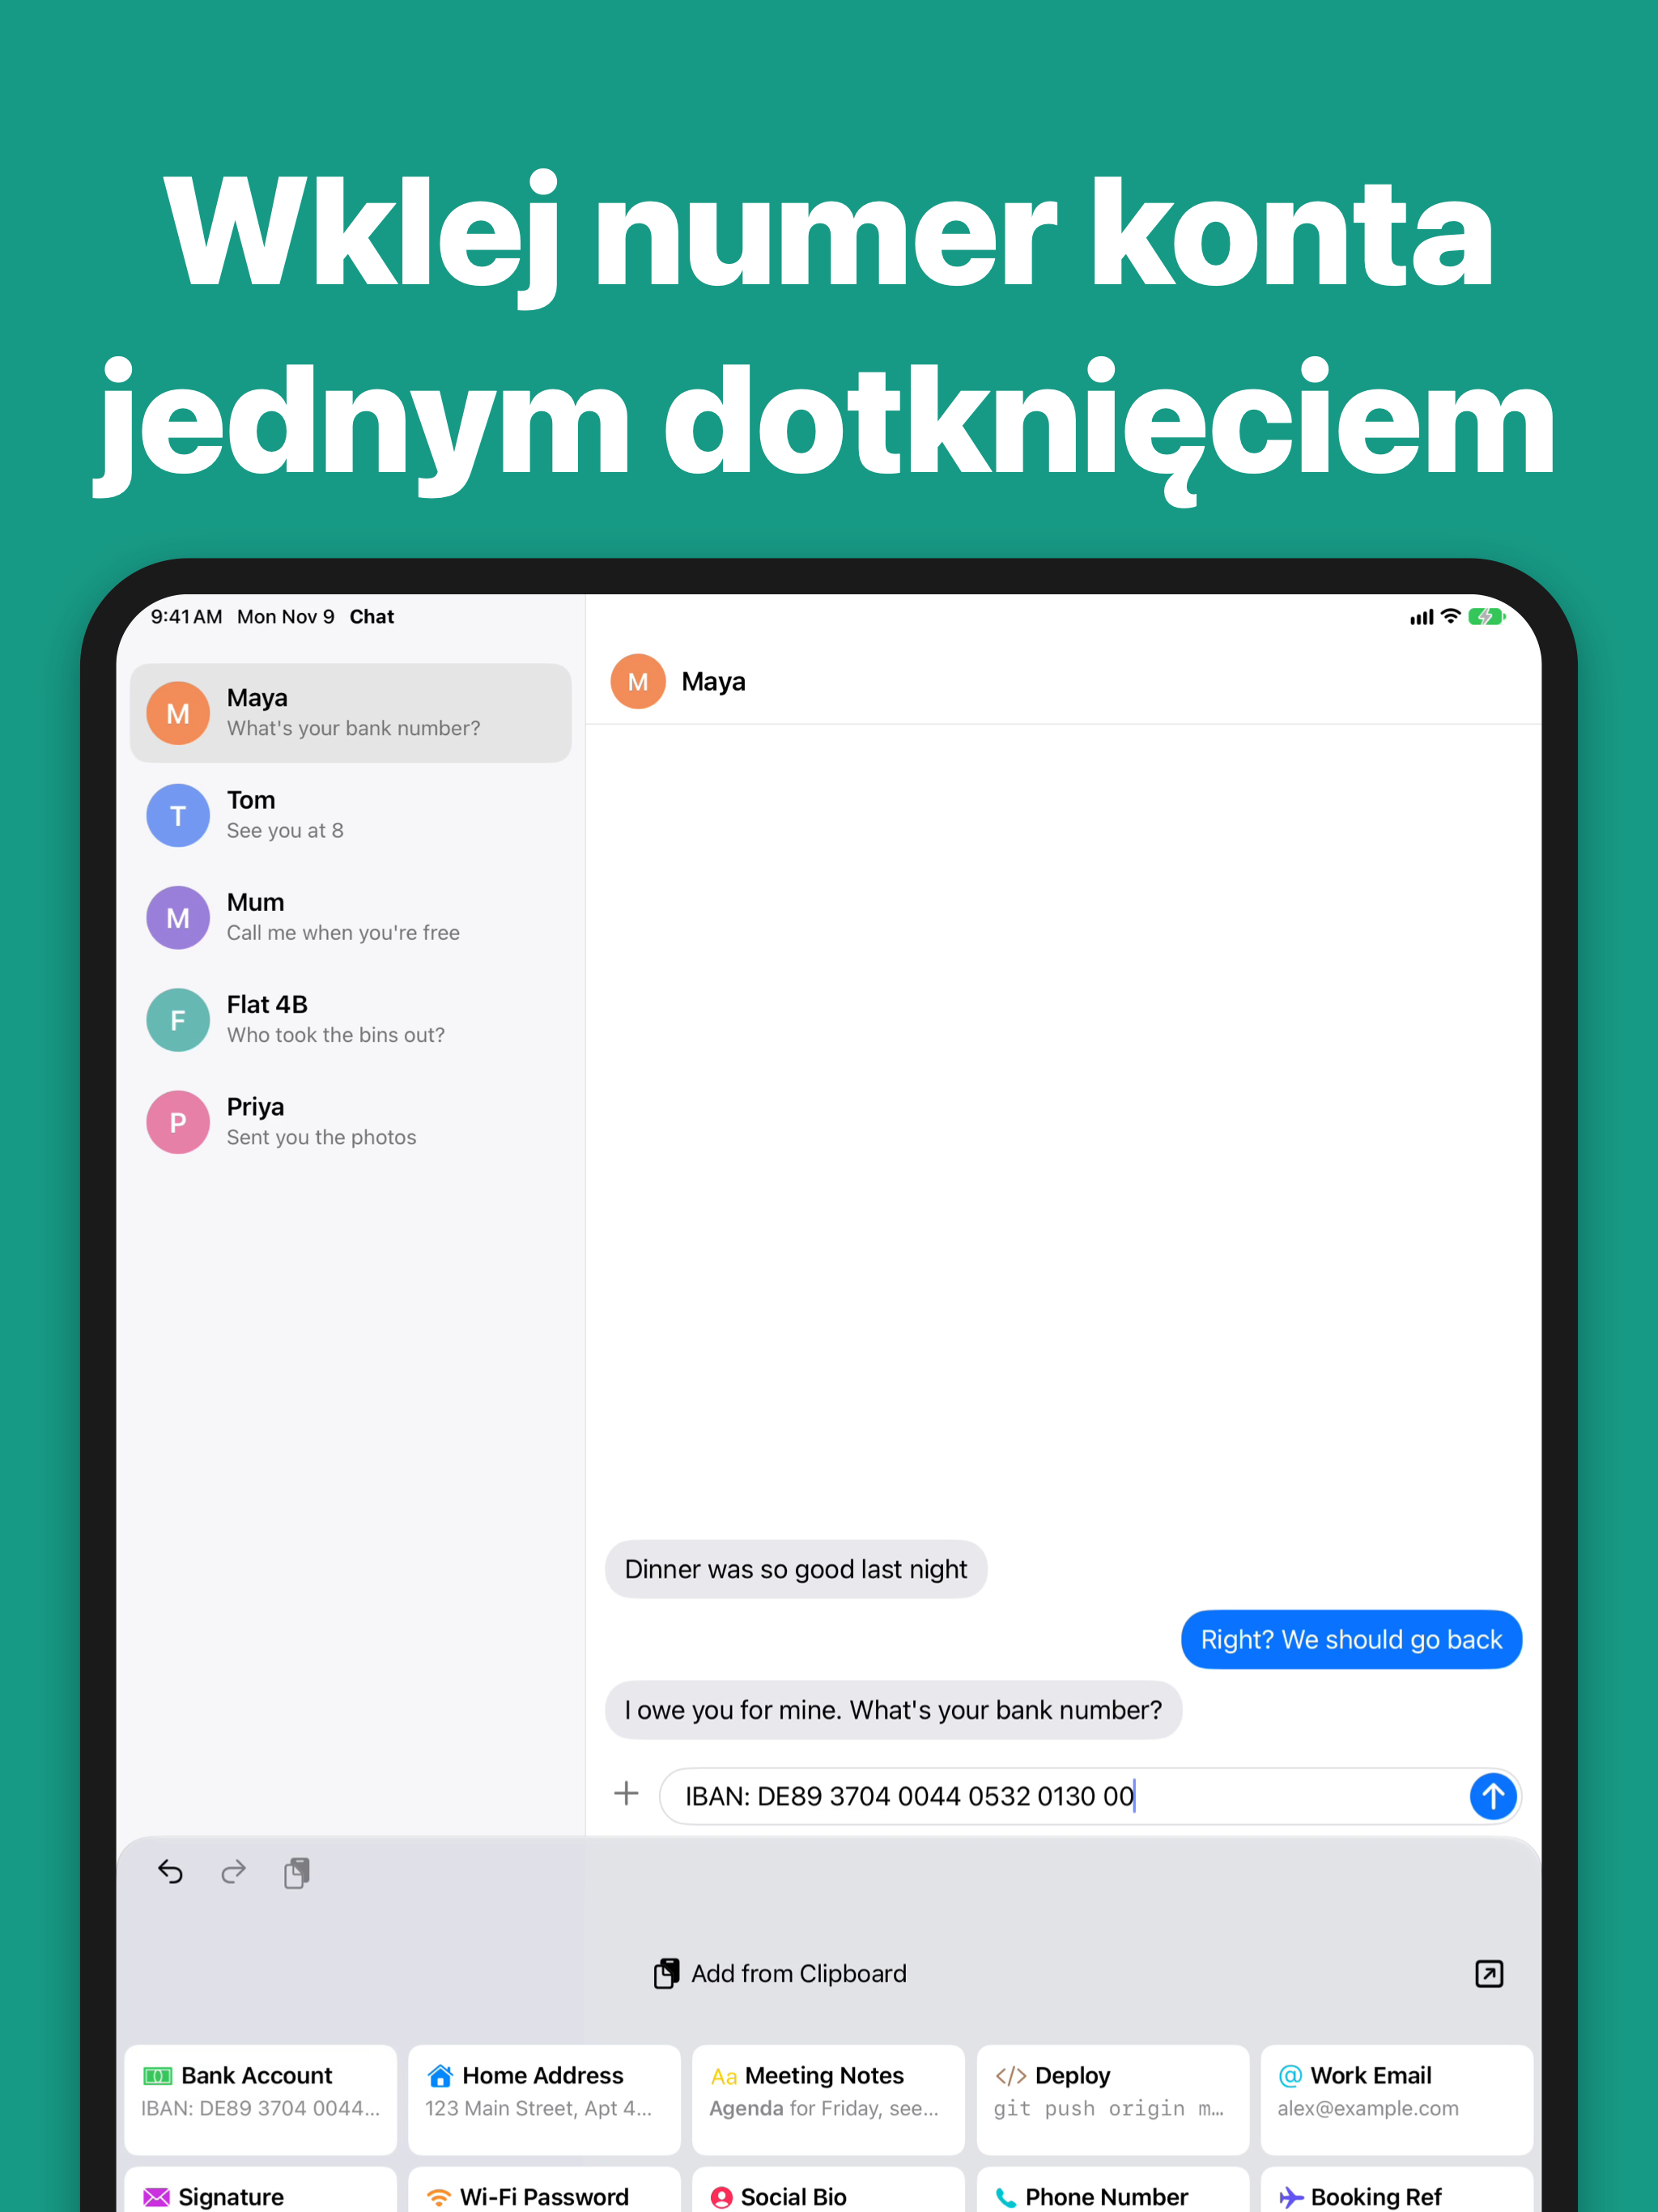 Wklej numer konta
jednym dotknięciem
9:41 AM Mon Nov 9 Chat
M
Maya
What's your bank number?
T
Tom
See you at 8
M
Mum
Call me when you're free
F
Flat 4B
Who took the bins out?
P
Priya
Sent you the photos
M
Maya
Dinner was so good last night
Right? We should go back
I owe you for mine. What's your bank number?
IBAN: DE89 3704 0044 0532 0130 00
Add from Clipboard
Bank Account
IBAN: DE89 3704 0044...
Home Address
123 Main Street, Apt 4...
Aa Meeting Notes
Agenda for Friday, see...
</> Deploy
git push origin m...
@ Work Email
alex@example.com
Signature
Wi-Fi Password
Social Bio
Phone Number
Booking Ref